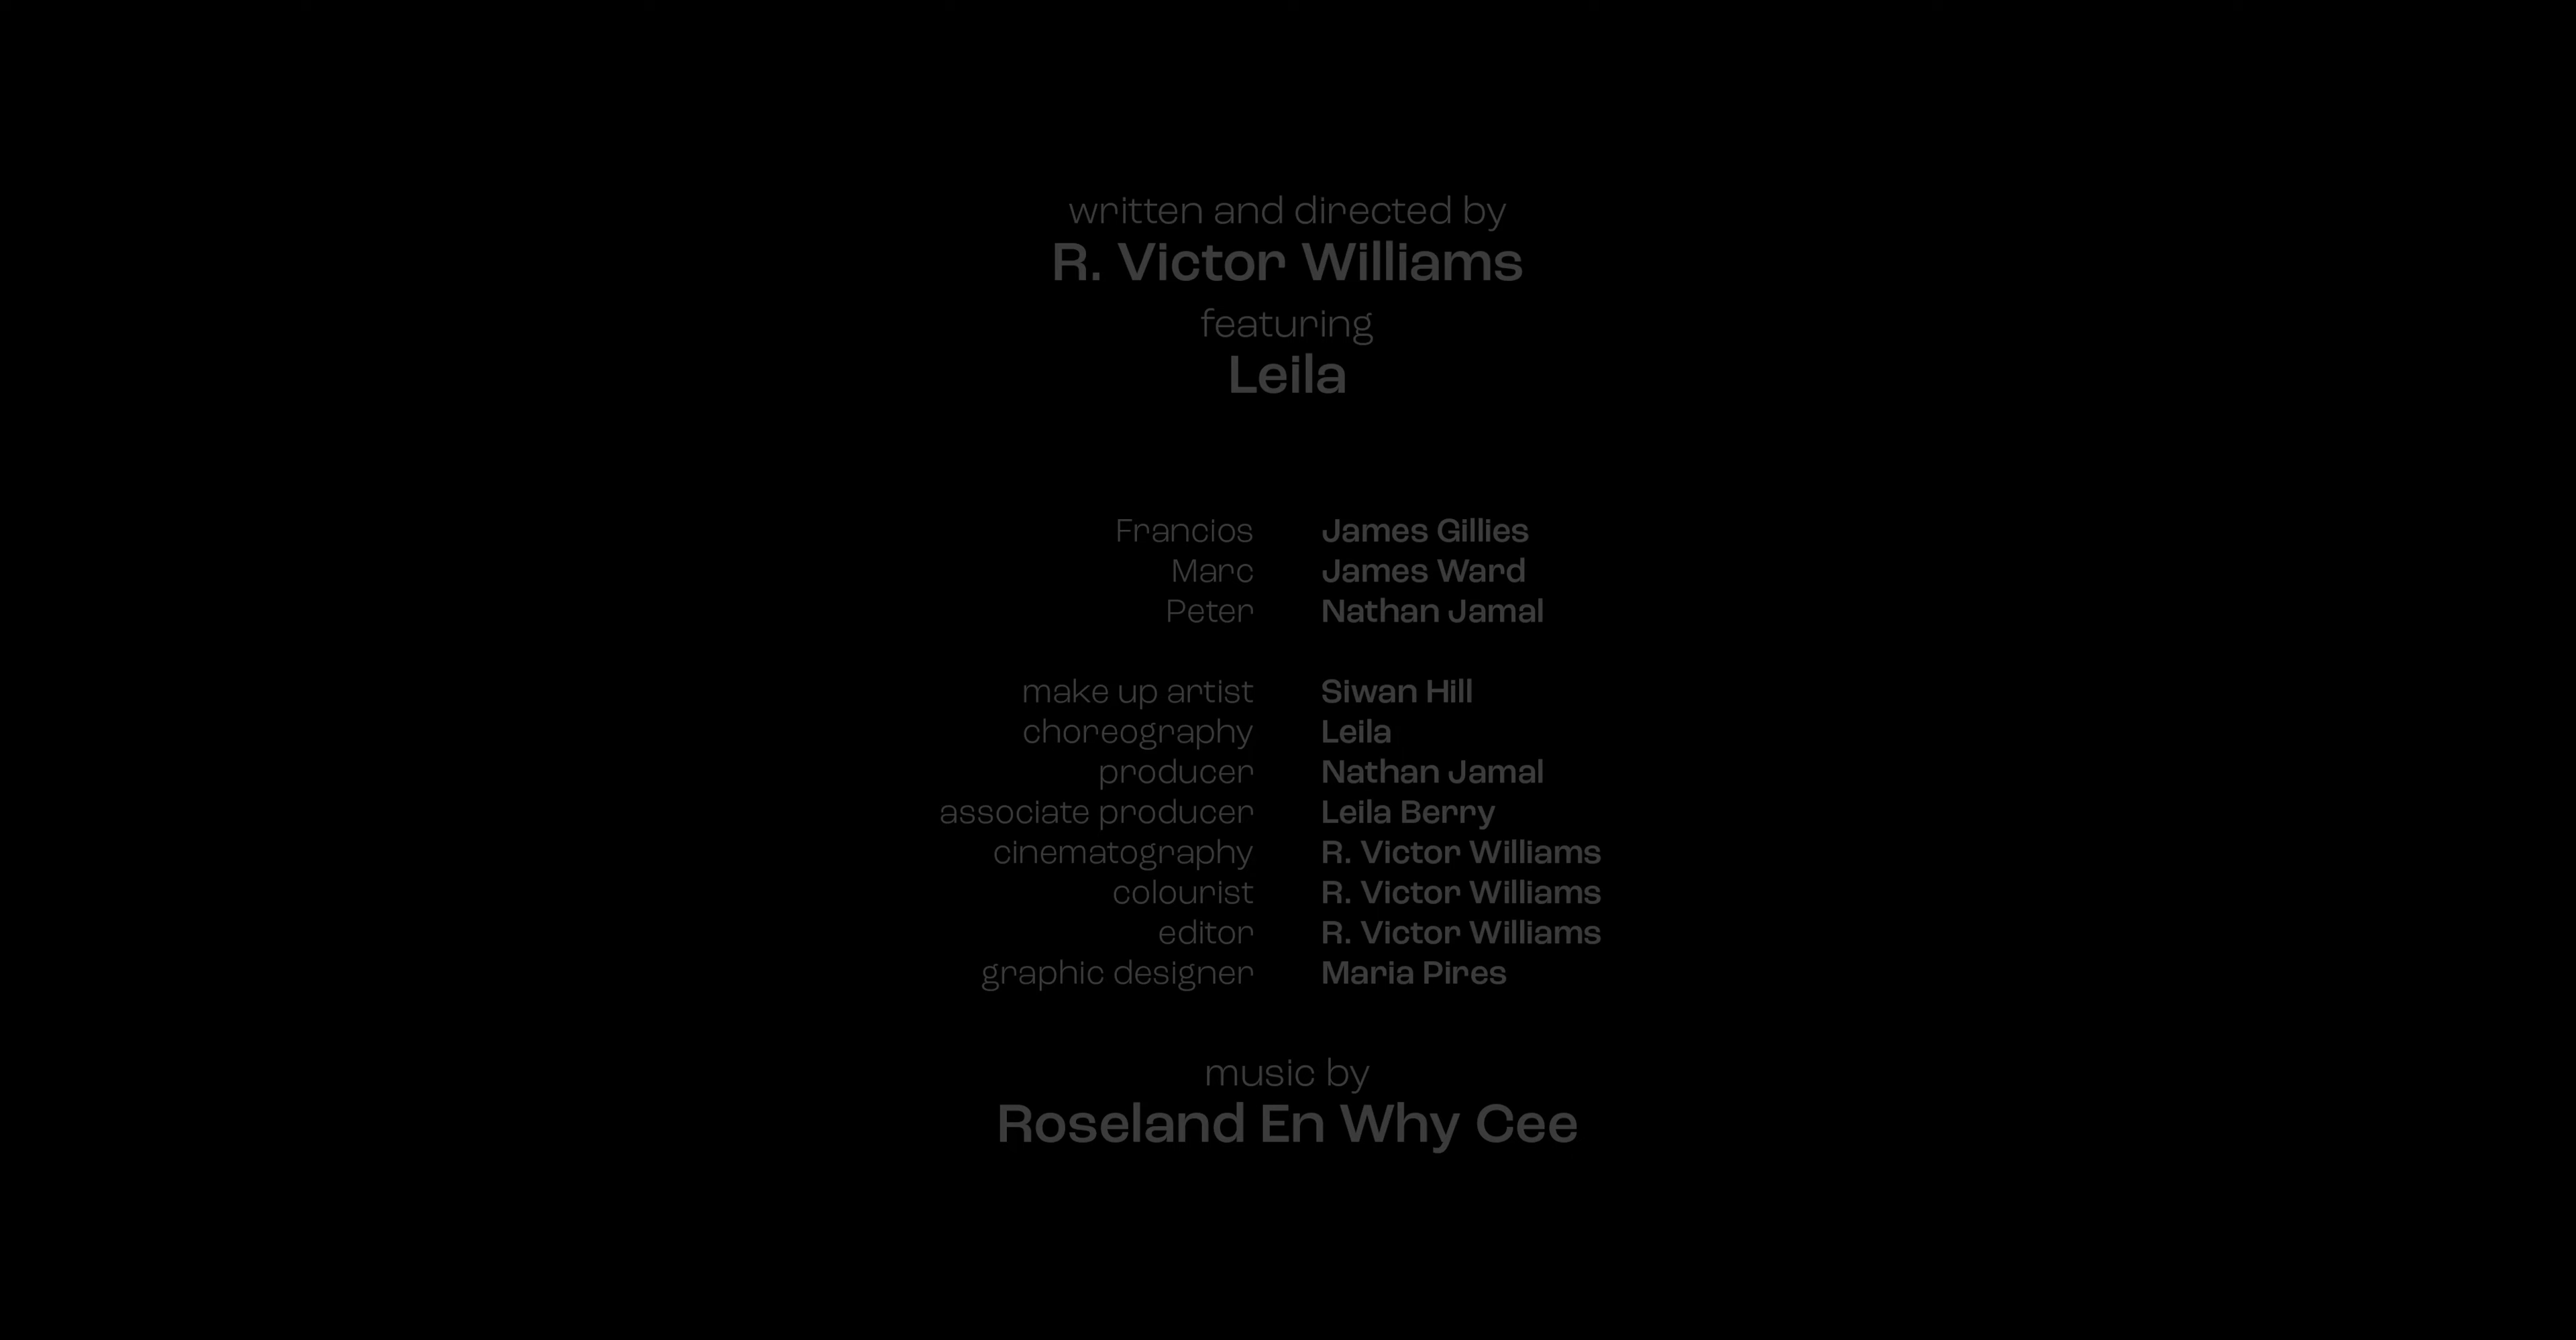 written and directed by
R. Victor Williams
featuring
Leila
Francios James Gillies
Marc James Ward
Peter Nathan Jamal
make up artist Siwan Hill
choreography Leila
producer Nathan Jamal
associate producer Leila Berry
cinematography R. Victor Williams
colourist R. Victor Williams
editor R. Victor Williams
graphic designer Maria Pires
music by
Roseland En Why Cee